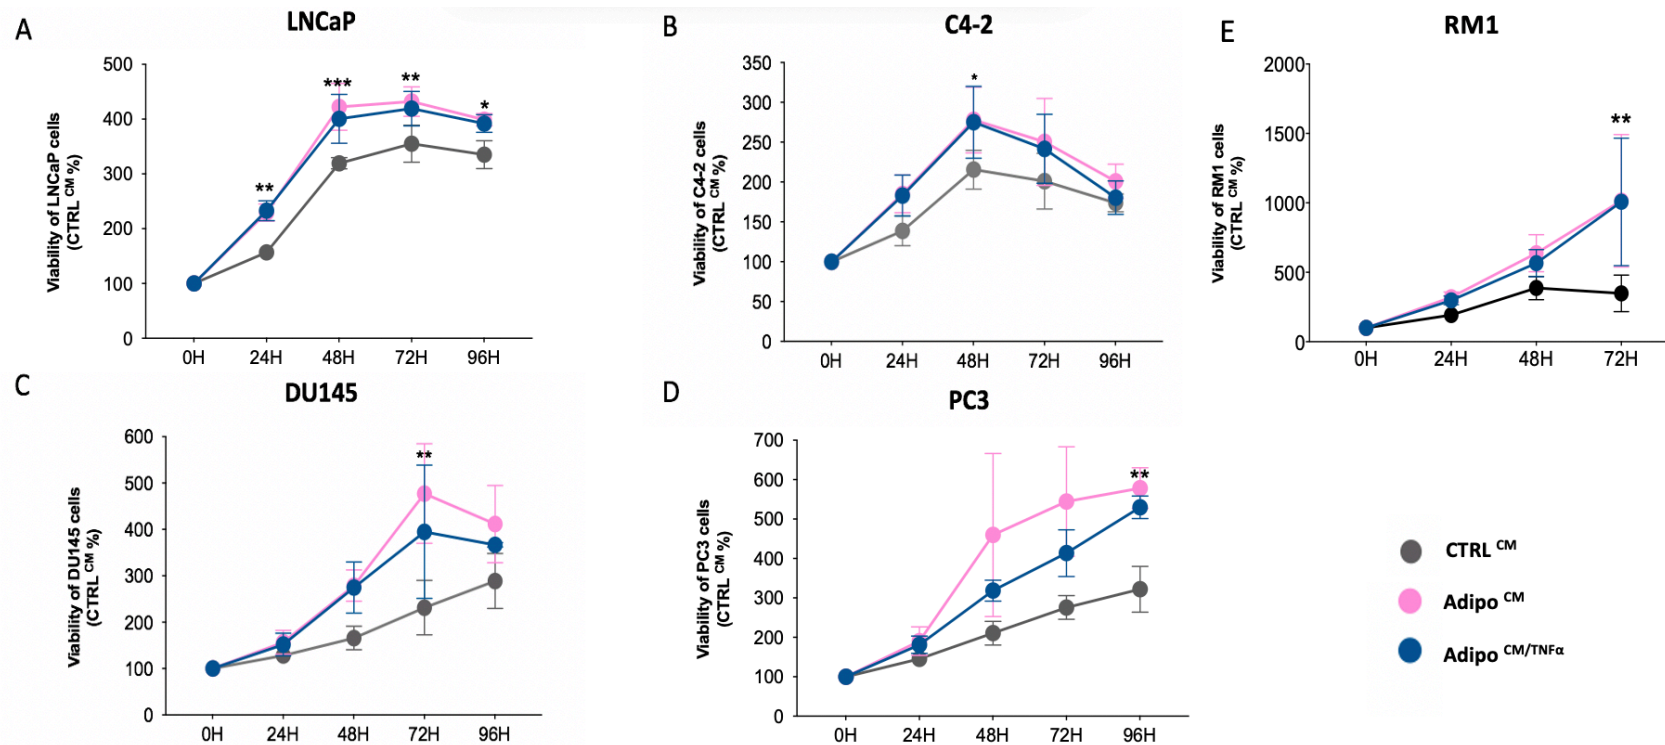 A
LNCaP
Viability of LNCaP cells
(CTRL CM %)
500
400
300
200
100
0
***
**
**
*
0H 24H 48H 72H 96H
B
C4-2
Viability of C4-2 cells
(CTRL CM %)
350
300
250
200
150
100
50
0
*
0H 24H 48H 72H 96H
E
RM1
Viability of RM1 cells
(CTRL CM %)
2000
1500
1000
500
0
**
0H 24H 48H 72H
C
DU145
Viability of DU145 cells
(CTRL CM %)
600
500
400
300
200
100
0
**
0H 24H 48H 72H 96H
D
PC3
Viability of PC3 cells
(CTRL CM %)
700
600
500
400
300
200
100
0
**
0H 24H 48H 72H 96H
CTRL CM
Adipo CM
Adipo CM/TNFα